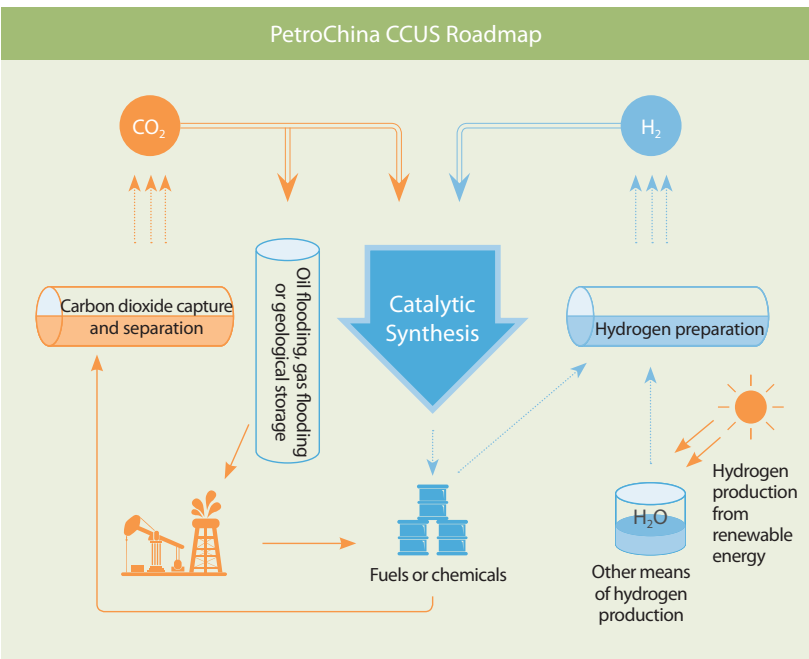 PetroChina CCUS Roadmap
CO₂
H₂
Carbon dioxide capture
and separation
Oil flooding, gas flooding
or geological storage
Catalytic
Synthesis
Hydrogen preparation
H₂O
Hydrogen
production
from
renewable
energy
Fuels or chemicals
Other means
of hydrogen
production